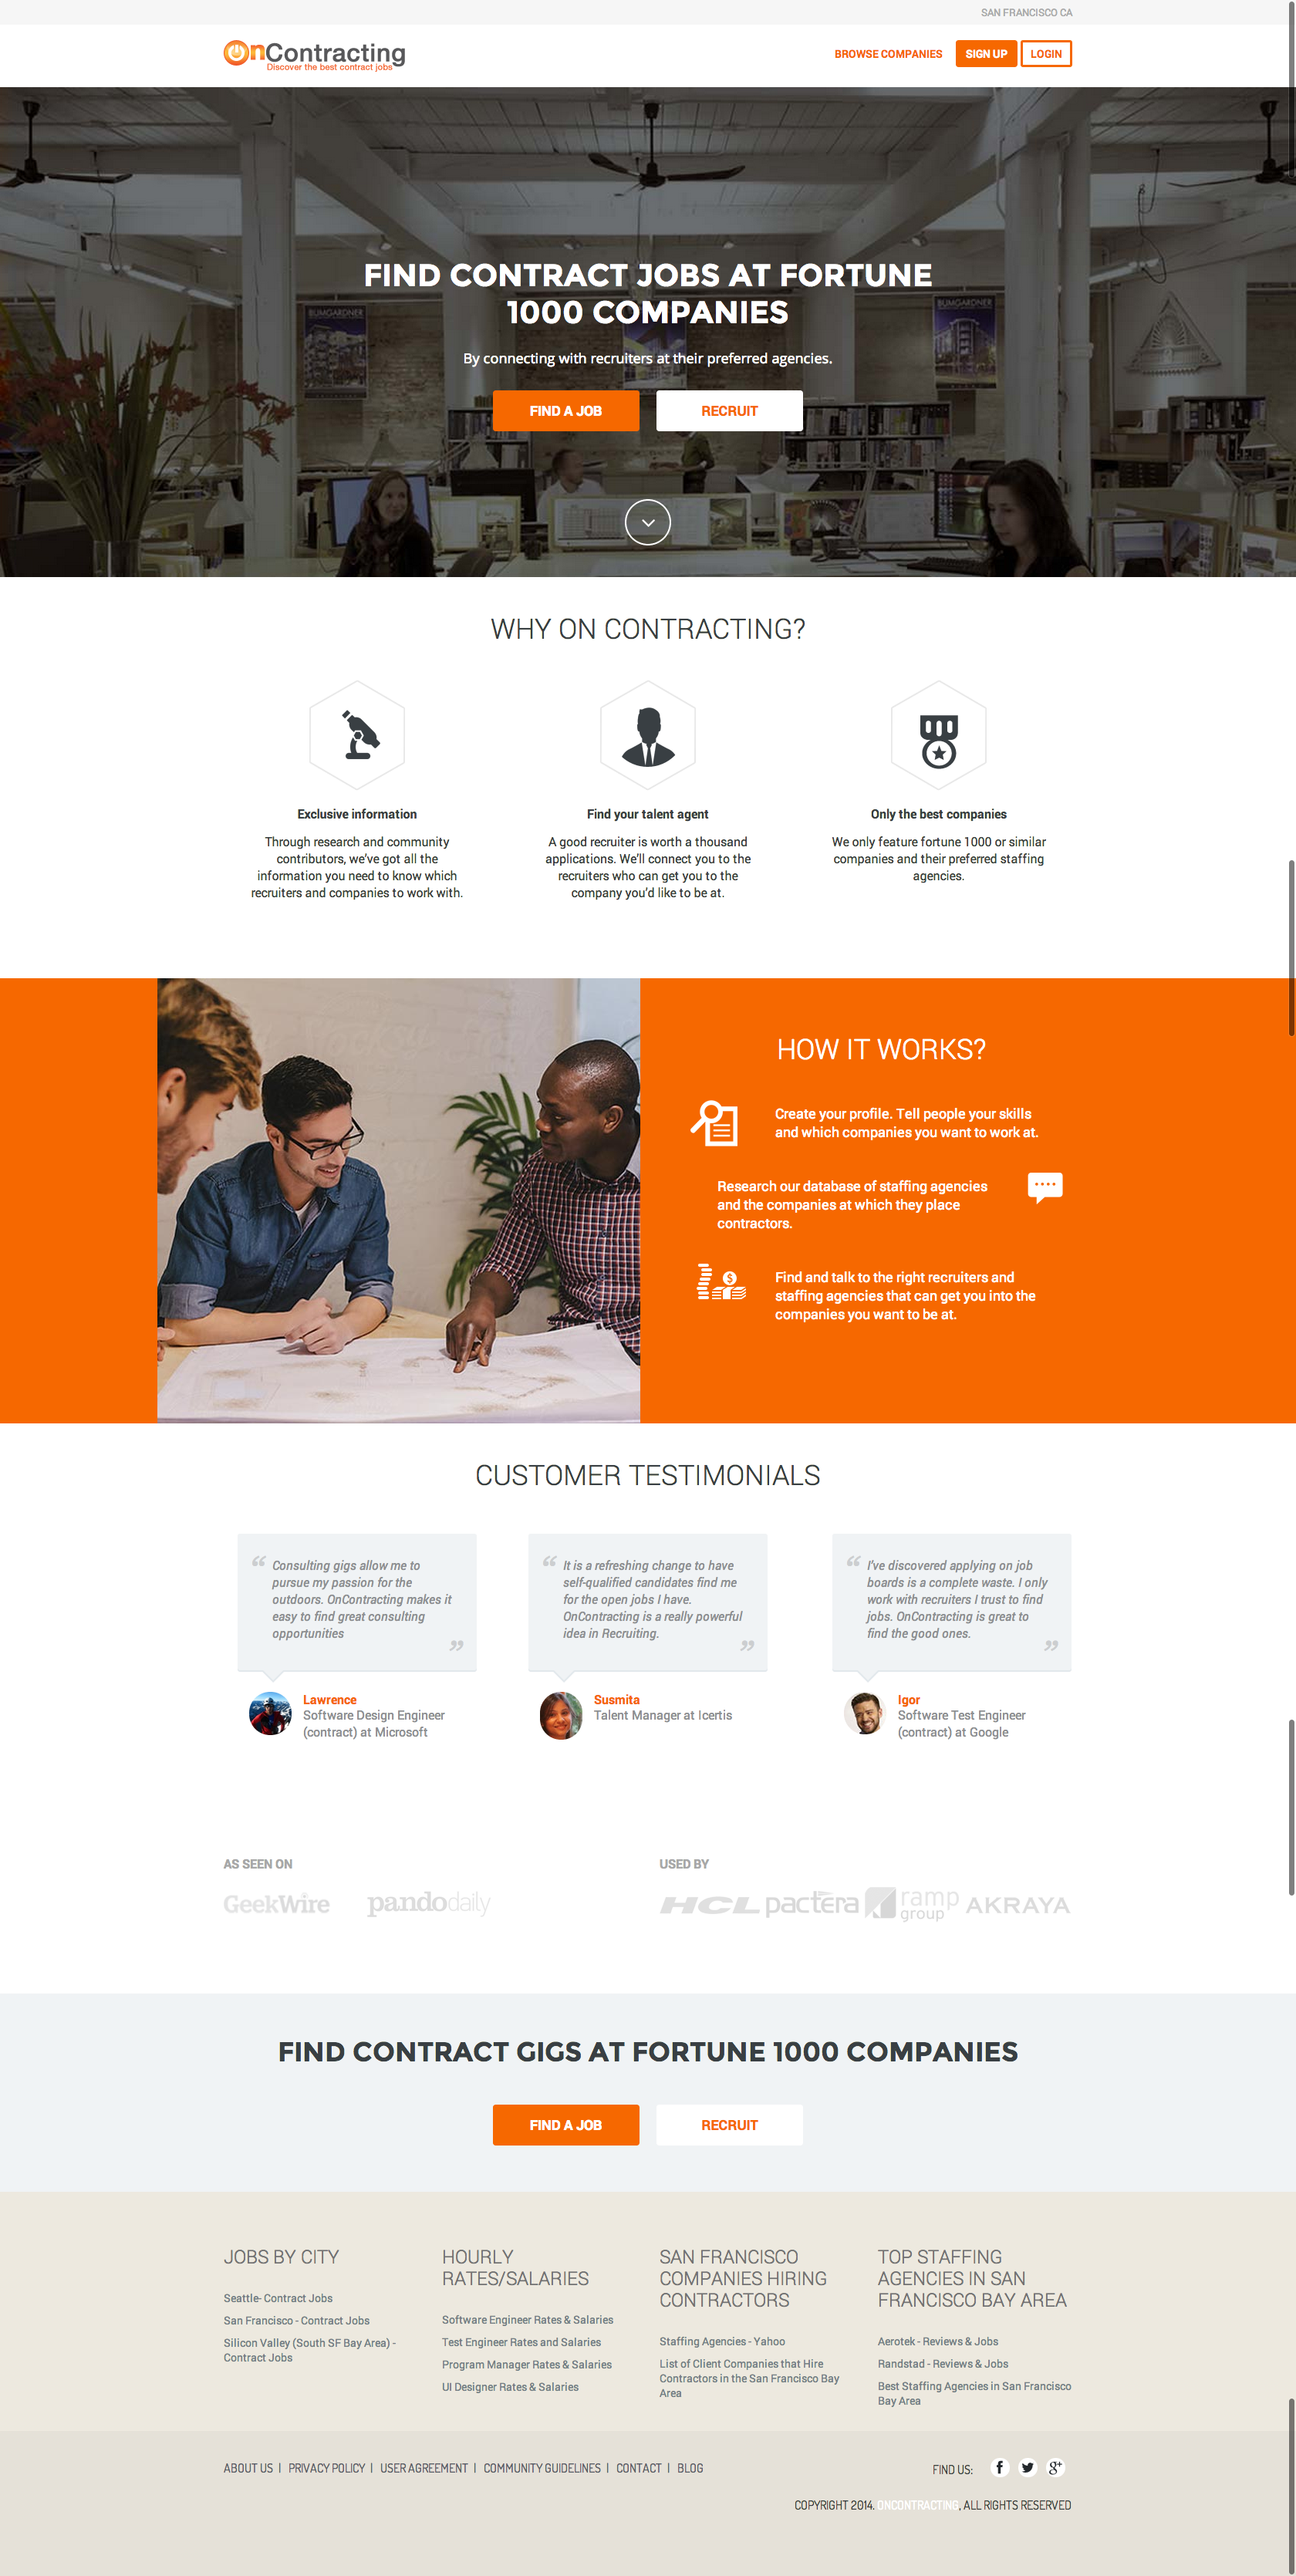 SAN FRANCISCO CA
OnContracting
Discover the best contract jobs
BROWSE COMPANIES
SIGN UP
LOGIN
BUMGARDNER
BUMGARDNER
FIND CONTRACT JOBS AT FORTUNE
1000 COMPANIES
By connecting with recruiters at their preferred agencies.
FIND A JOB
RECRUIT
WHY ON CONTRACTING?
Exclusive information
Through research and community
contributors, we've got all the
information you need to know which
recruiters and companies to work with.
Find your talent agent
A good recruiter is worth a thousand
applications. We'll connect you to the
recruiters who can get you to the
company you'd like to be at.
Only the best companies
We only feature fortune 1000 or similar
companies and their preferred staffing
agencies.
HOW IT WORKS?
Create your profile. Tell people your skills
and which companies you want to work at.
Research our database of staffing agencies
and the companies at which they place
contractors.
$
Find and talk to the right recruiters and
staffing agencies that can get you into the
companies you want to be at.
CUSTOMER TESTIMONIALS
“ Consulting gigs allow me to
pursue my passion for the
outdoors. OnContracting makes it
easy to find great consulting
opportunities ”
Lawrence
Software Design Engineer
(contract) at Microsoft
“ It is a refreshing change to have
self-qualified candidates find me
for the open jobs I have.
OnContracting is a really powerful
idea in Recruiting. ”
Susmita
Talent Manager at Icertis
“ I've discovered applying on job
boards is a complete waste. I only
work with recruiters I trust to find
jobs. OnContracting is great to
find the good ones. ”
Igor
Software Test Engineer
(contract) at Google
AS SEEN ON
GeekWire
pandodaily
USED BY
HCL
pactera
ramp
group
AKRAYA
FIND CONTRACT GIGS AT FORTUNE 1000 COMPANIES
FIND A JOB
RECRUIT
JOBS BY CITY
Seattle- Contract Jobs
San Francisco - Contract Jobs
Silicon Valley (South SF Bay Area) -
Contract Jobs
HOURLY
RATES/SALARIES
Software Engineer Rates & Salaries
Test Engineer Rates and Salaries
Program Manager Rates & Salaries
UI Designer Rates & Salaries
SAN FRANCISCO
COMPANIES HIRING
CONTRACTORS
Staffing Agencies - Yahoo
List of Client Companies that Hire
Contractors in the San Francisco Bay
Area
TOP STAFFING
AGENCIES IN SAN
FRANCISCO BAY AREA
Aerotek - Reviews & Jobs
Randstad - Reviews & Jobs
Best Staffing Agencies in San Francisco
Bay Area
ABOUT US | PRIVACY POLICY | USER AGREEMENT | COMMUNITY GUIDELINES | CONTACT | BLOG
FIND US: f g+
COPYRIGHT 2014. ONCONTRACTING, ALL RIGHTS RESERVED